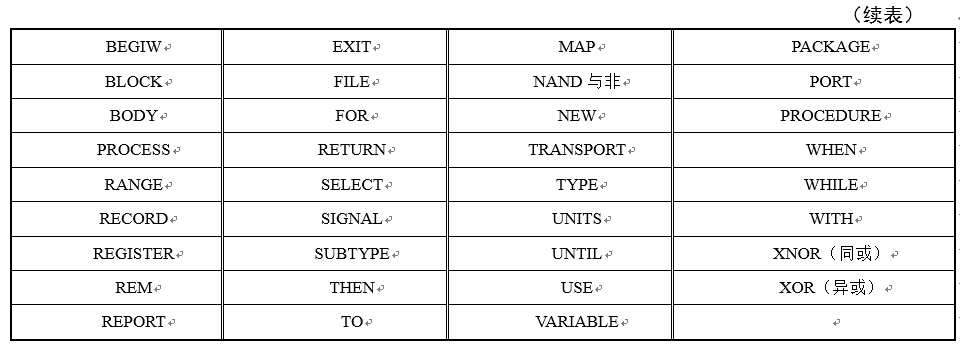 （续表）
BEGIW EXIT MAP PACKAGE
BLOCK FILE NAND 与非 PORT
BODY FOR NEW PROCEDURE
PROCESS RETURN TRANSPORT WHEN
RANGE SELECT TYPE WHILE
RECORD SIGNAL UNITS WITH
REGISTER SUBTYPE UNTIL XNOR（同或）
REM THEN USE XOR（异或）
REPORT TO VARIABLE